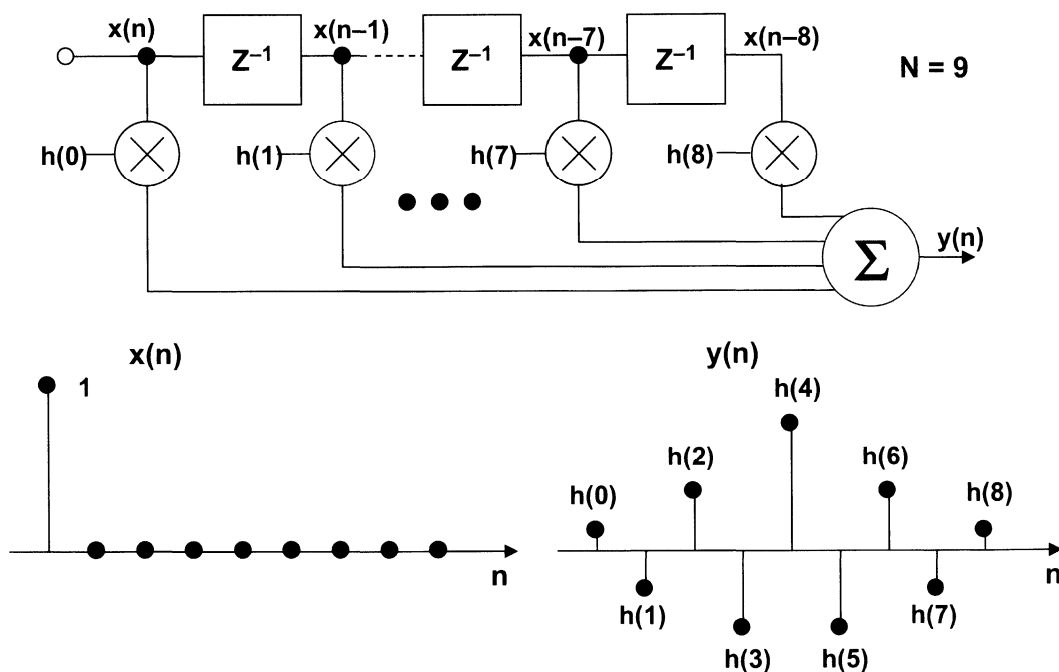 x(n) x(n–1) x(n–7) x(n–8)
Z⁻¹ Z⁻¹ Z⁻¹ N = 9
h(0) h(1) h(7) h(8)
Σ y(n)
x(n) y(n)
1
h(4)
h(2) h(6)
h(0) h(8)
n n
h(1) h(7)
h(3) h(5)